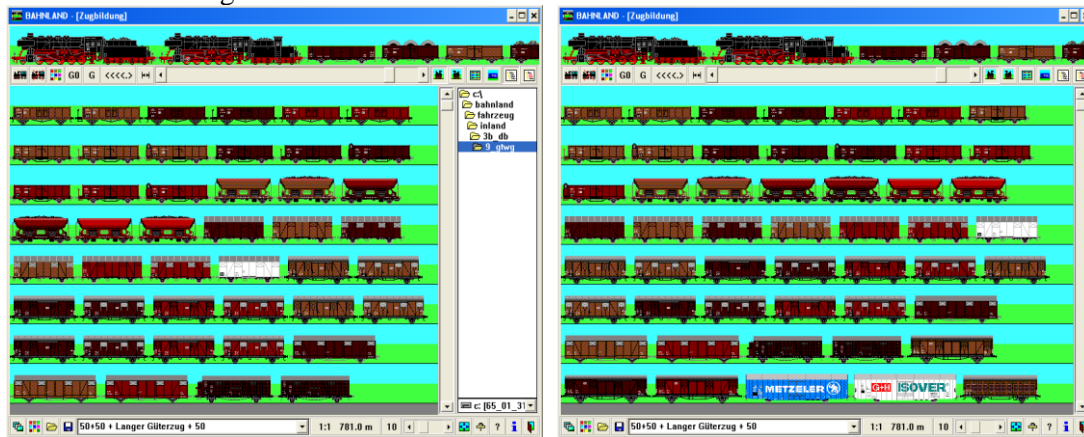 BAHNLAND - [Zugbildung]
G0 G <<<<.>
c:\
bahnland
fahrzeug
inland
3b_db
9_gtwg
c: [65_01_31
50+50 + Langer Güterzug + 50
1:1 781.0 m 10
? i
BAHNLAND - [Zugbildung]
G0 G <<<<.>
METZELER
G+H ISOVER
50+50 + Langer Güterzug + 50
1:1 781.0 m 10
? i